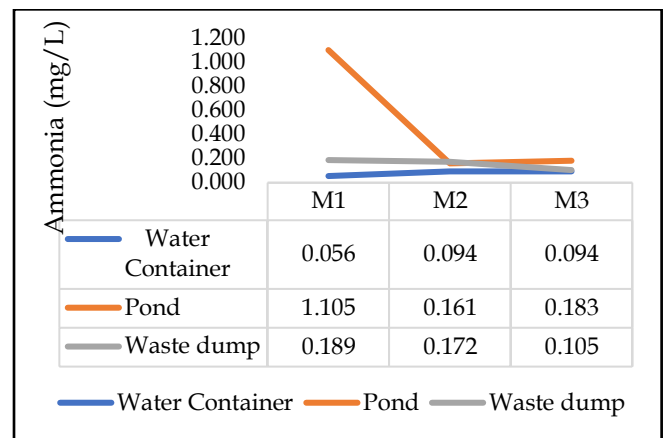 Ammonia (mg/L)
1.200
1.000
0.800
0.600
0.400
0.200
0.000
M1 M2 M3
Water
Container 0.056 0.094 0.094
Pond 1.105 0.161 0.183
Waste dump 0.189 0.172 0.105
Water Container Pond Waste dump